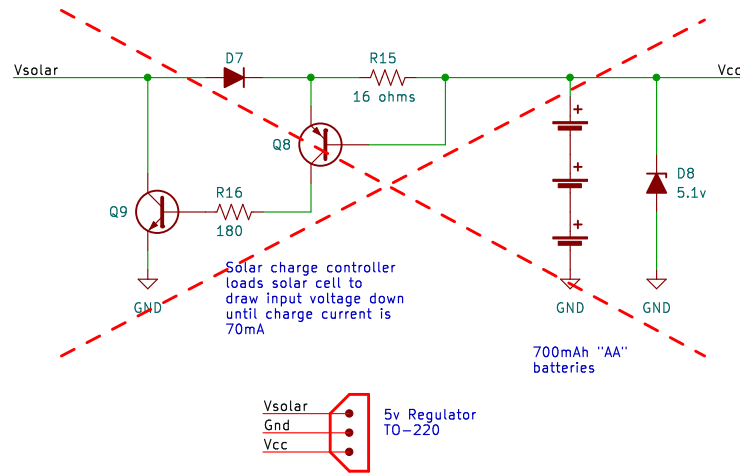 D7
R15
Vsolar
Vcc
16 ohms
+
Q8
+
D8
5.1v
Q9
R16
180
+
Solar charge controller
loads solar cell to
draw input voltage down
until charge current is
70mA
GND
GND
GND
700mAh "AA"
batteries
Vsolar
Gnd
Vcc
5v Regulator
TO-220